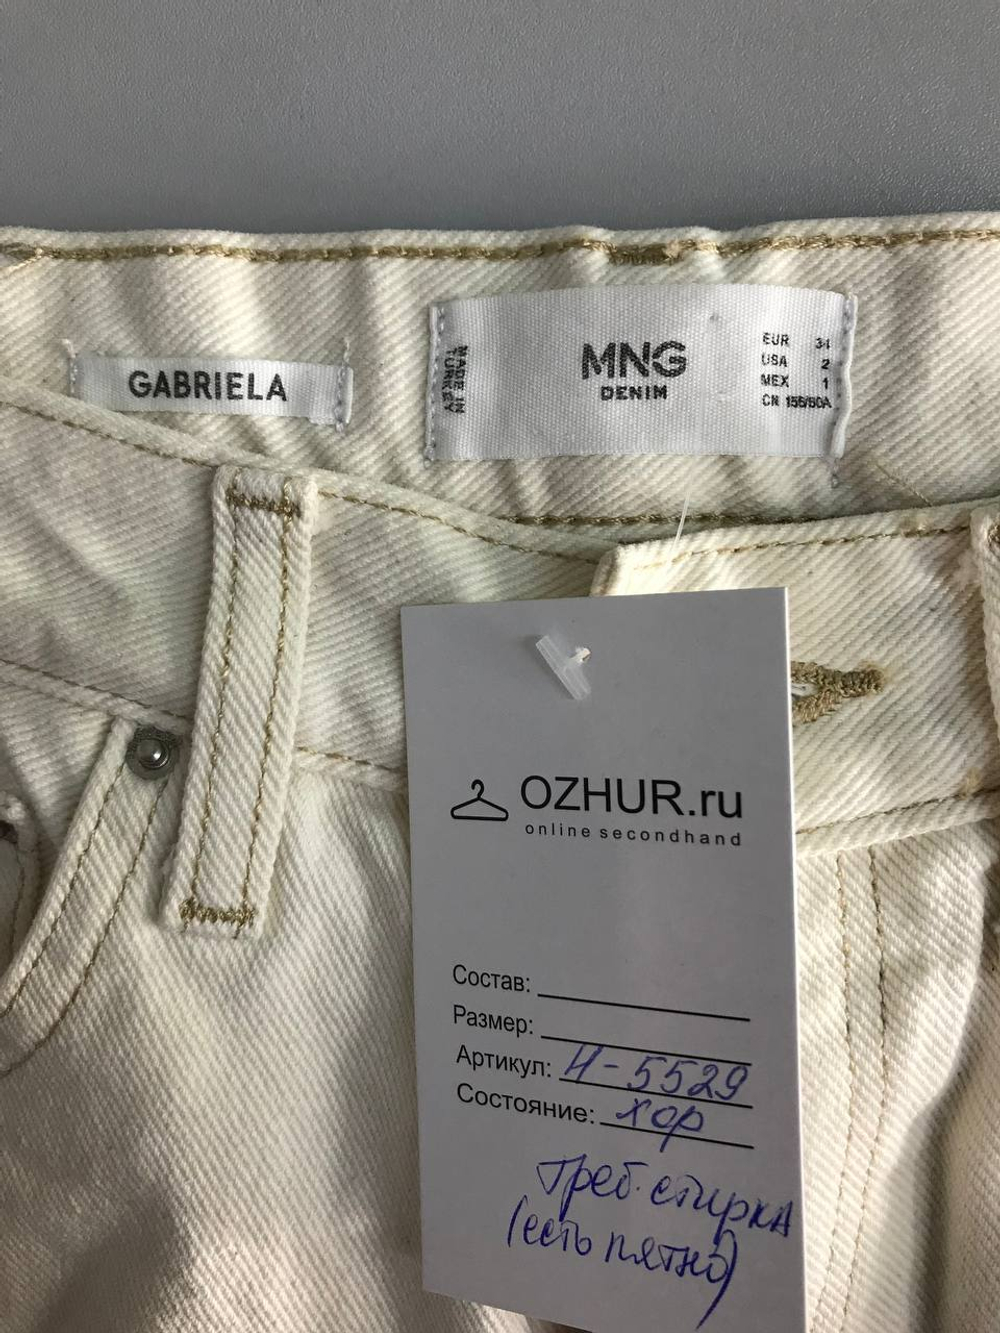 GABRIELA
MADE IN
TURKEY
MNG
DENIM
EUR 34
USA 2
MEX 1
CN 155/60A
OZHUR.ru
online secondhand
Состав:
Размер:
Артикул: И-5529
Состояние: хор
Треб. стирка
(есть пятно)